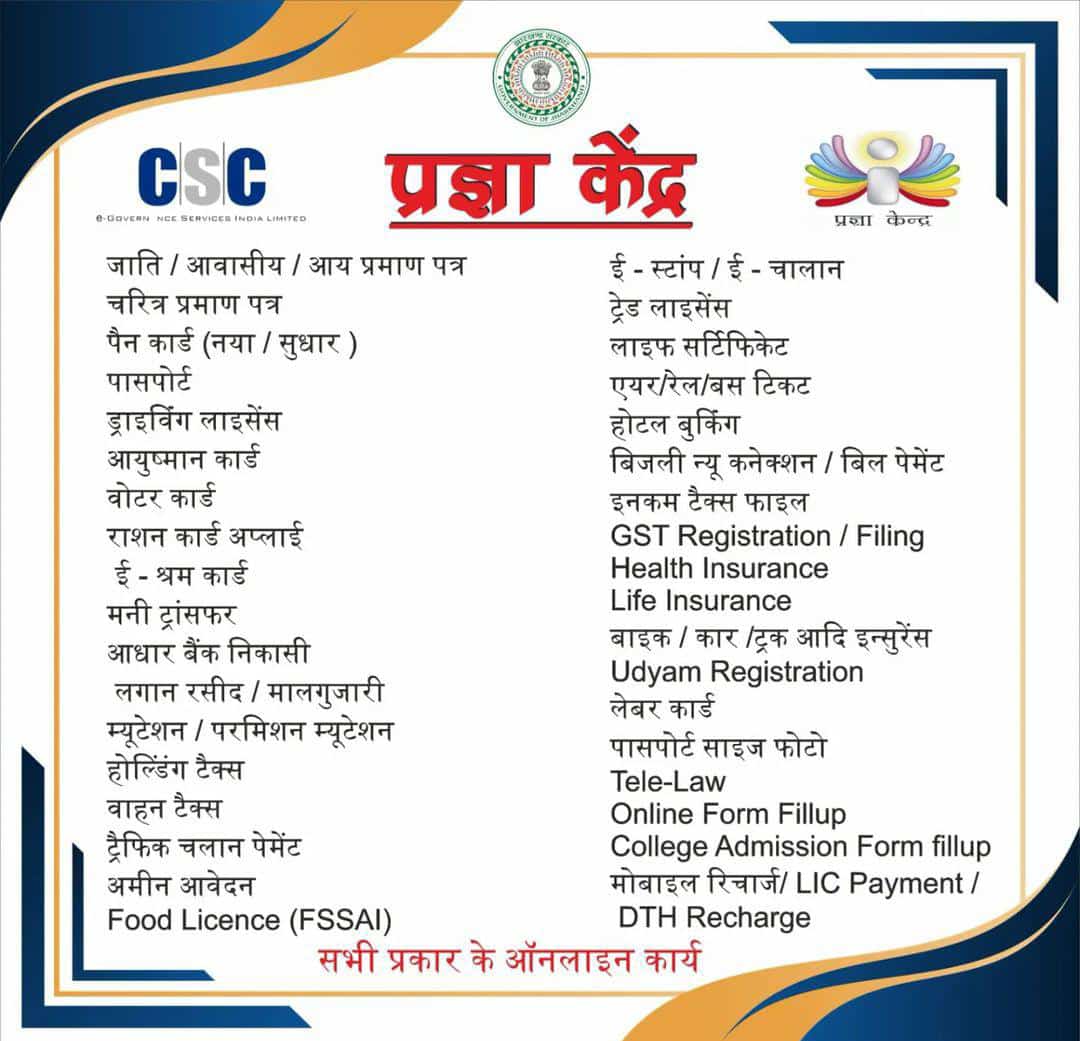 झारखण्ड सरकार
GOVERNMENT OF JHARKHAND
CSC
e-Govern nce Services India Limited
प्रज्ञा केंद्र
प्रज्ञा केन्द्र
जाति / आवासीय / आय प्रमाण पत्र
चरित्र प्रमाण पत्र
पैन कार्ड (नया / सुधार )
पासपोर्ट
ड्राइविंग लाइसेंस
आयुष्मान कार्ड
वोटर कार्ड
राशन कार्ड अप्लाई
ई - श्रम कार्ड
मनी ट्रांसफर
आधार बैंक निकासी
लगान रसीद / मालगुजारी
म्यूटेशन / परमिशन म्यूटेशन
होल्डिंग टैक्स
वाहन टैक्स
ट्रैफिक चलान पेमेंट
अमीन आवेदन
Food Licence (FSSAI)
ई - स्टांप / ई - चालान
ट्रेड लाइसेंस
लाइफ सर्टिफिकेट
एयर/रेल/बस टिकट
होटल बुकिंग
बिजली न्यू कनेक्शन / बिल पेमेंट
इनकम टैक्स फाइल
GST Registration / Filing
Health Insurance
Life Insurance
बाइक / कार /ट्रक आदि इन्सुरेंस
Udyam Registration
लेबर कार्ड
पासपोर्ट साइज फोटो
Tele-Law
Online Form Fillup
College Admission Form fillup
मोबाइल रिचार्ज/ LIC Payment /
DTH Recharge
सभी प्रकार के ऑनलाइन कार्य